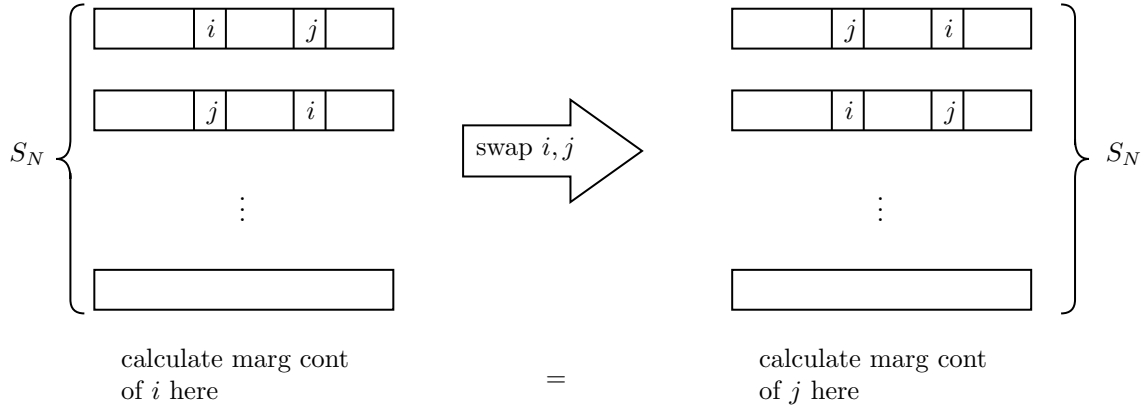 i j j i
j i i j
S_N swap i, j S_N
⋮ ⋮
calculate marg cont calculate marg cont
of i here = of j here